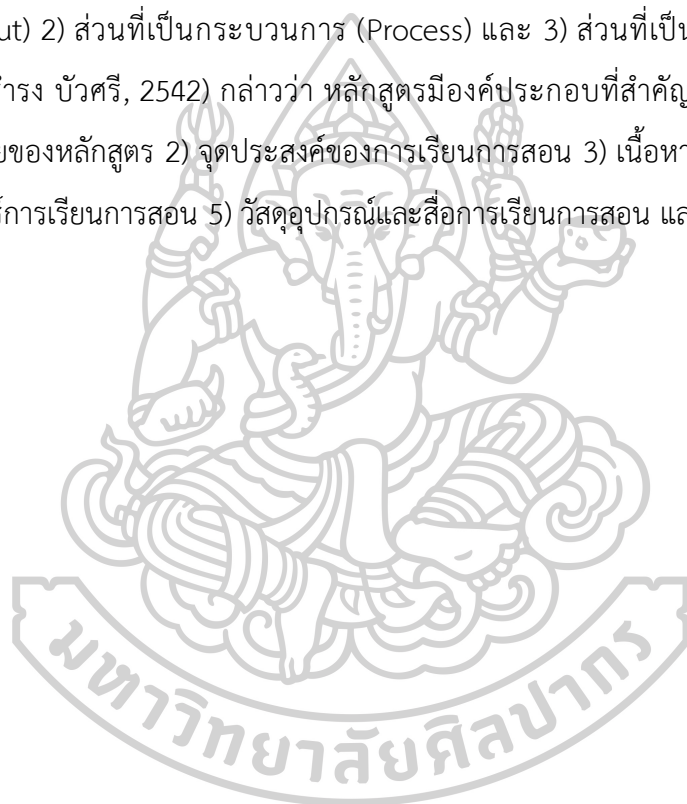 ut) 2) ส่วนที่เป็นกระบวนการ (Process) และ 3) ส่วนที่เป็น
ำรง บัวศรี, 2542) กล่าวว่า หลักสูตรมีองค์ประกอบที่สำคัญ
ยของหลักสูตร 2) จุดประสงค์ของการเรียนการสอน 3) เนื้อหา
การเรียนการสอน 5) วัสดุอุปกรณ์และสื่อการเรียนการสอน แล
มหาวิทยาลัยศิลปากร